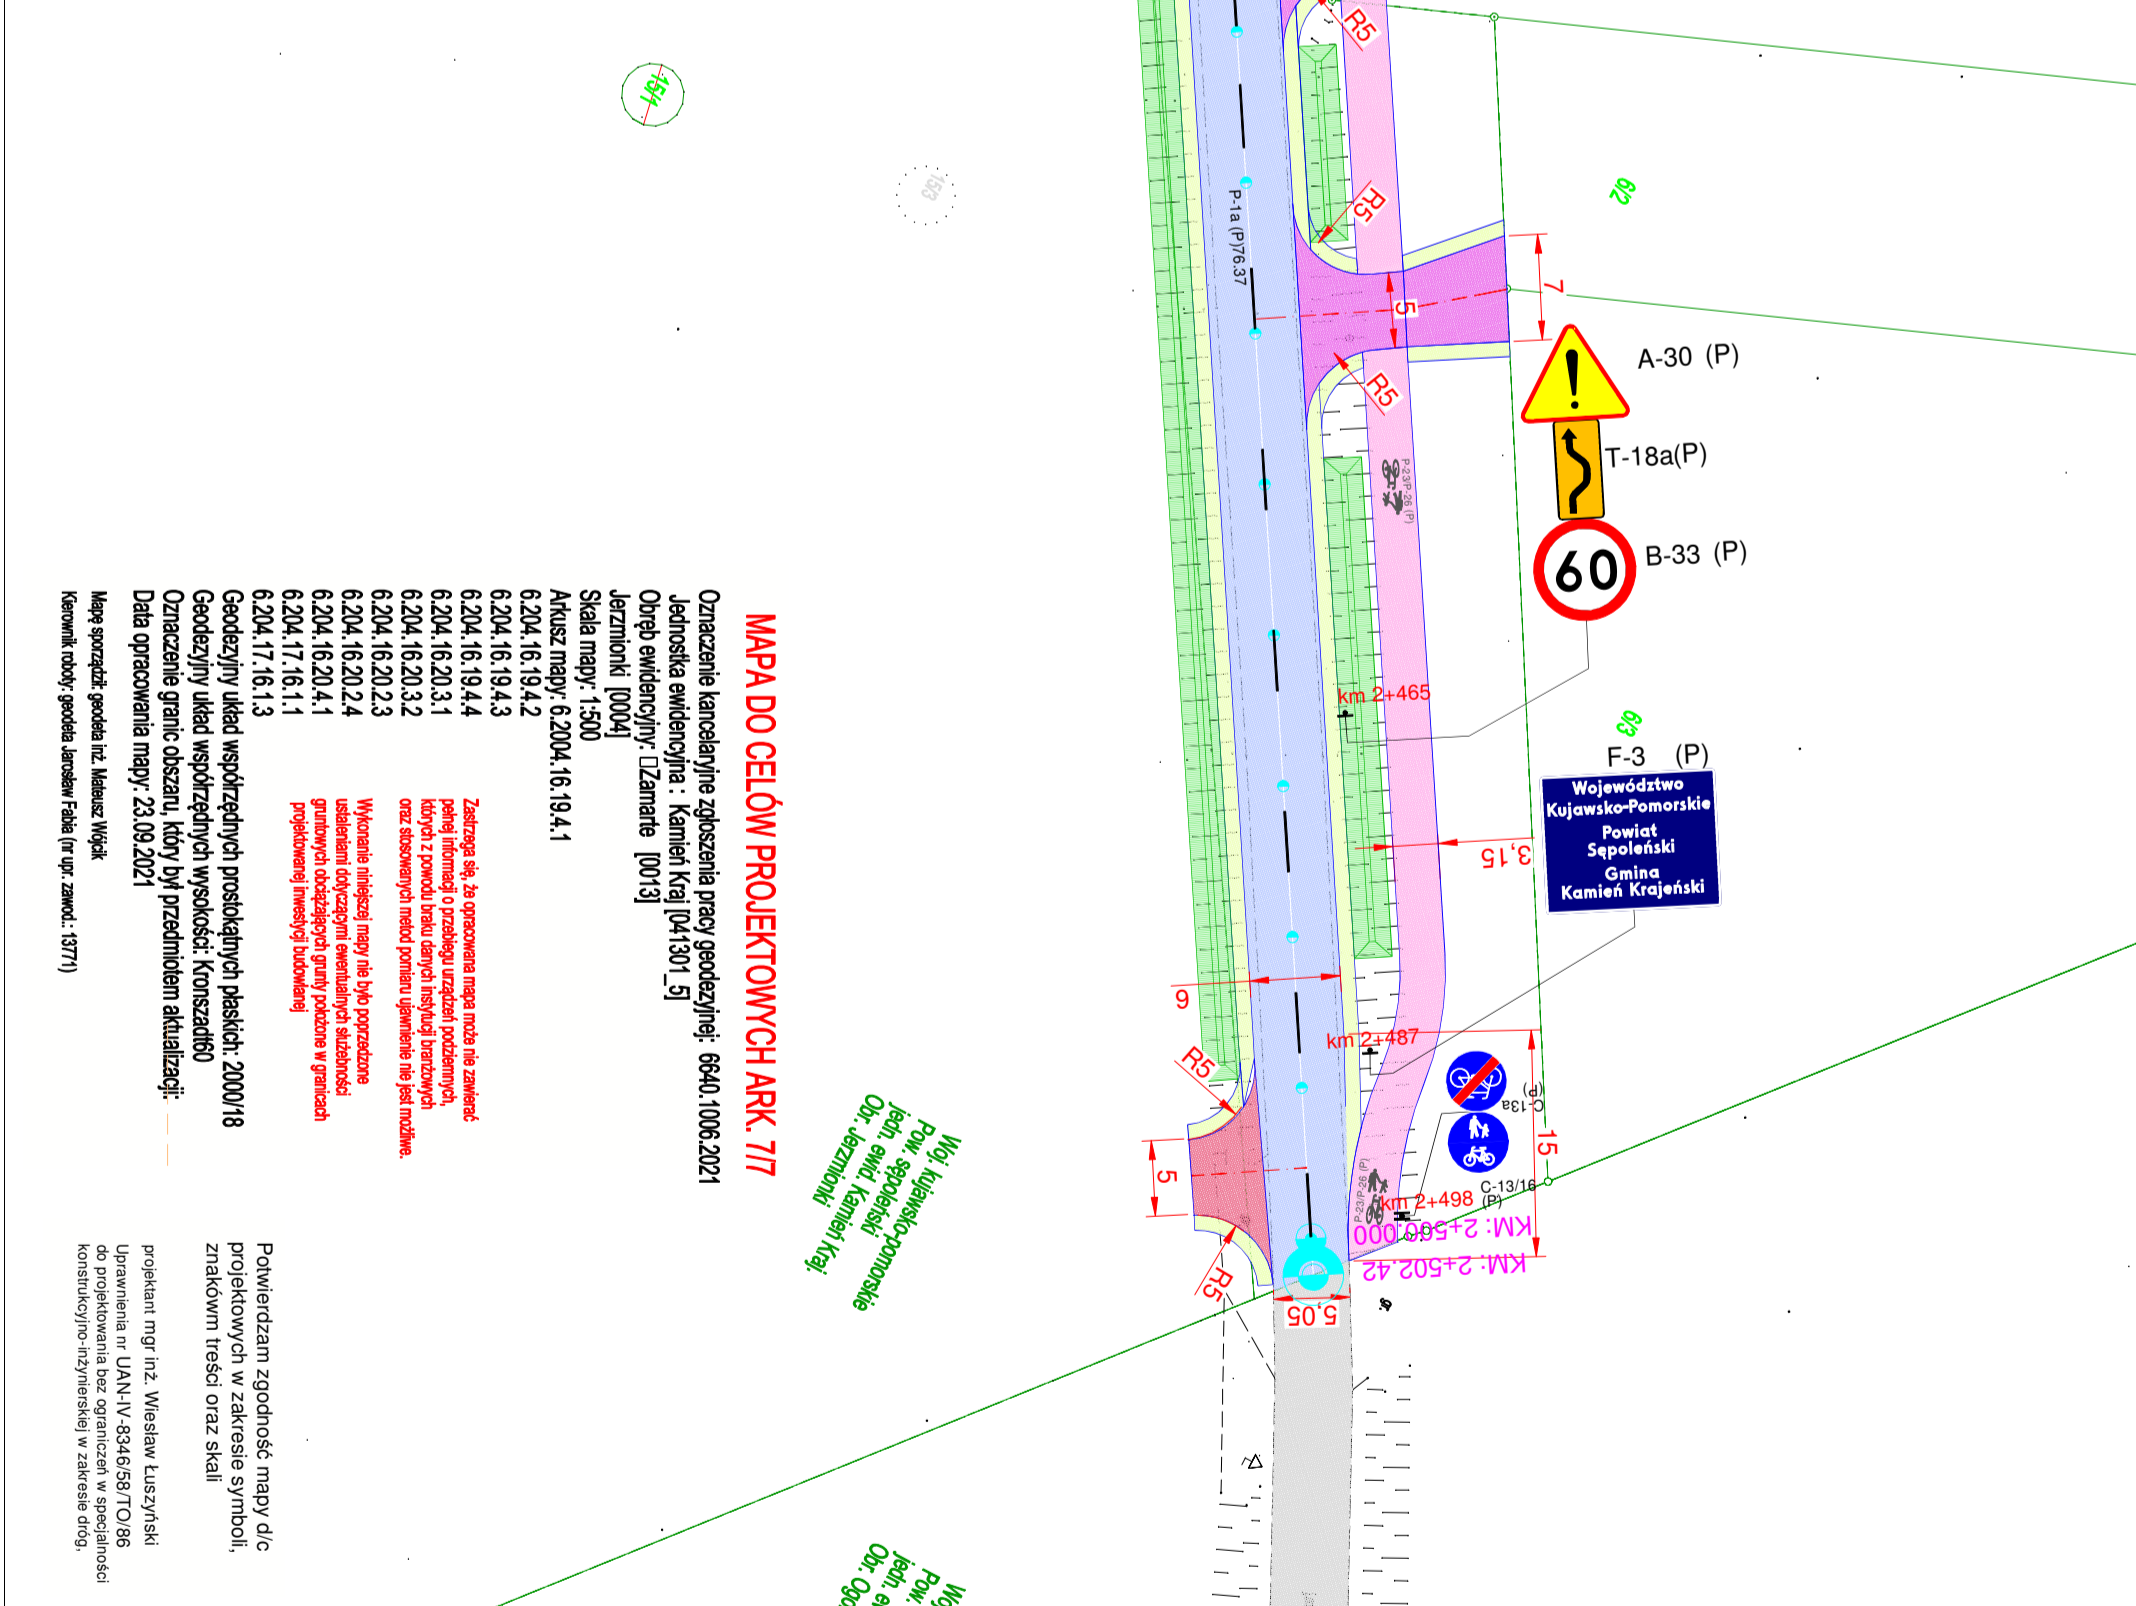 MAPA DO CELÓW PROJEKTOWYCH ARK. 7/7
Oznaczenie kancelaryjne zgłoszenia pracy geodezyjnej: 6640.1006.2021
Jednostka ewidencyjna : Kamień Kraj [041301_5]
Obręb ewidencyjny: □Zamarte [0013]
Jerzmionki [0004]
Skala mapy: 1:500
Arkusz mapy: 6.2004.16.19.4.1
6.204.16.19.4.2
6.204.16.19.4.3
6.204.16.19.4.4
6.204.16.20.3.1
6.204.16.20.3.2
6.204.16.20.2.3
6.204.16.20.2.4
6.204.16.20.4.1
6.204.17.16.1.1
6.204.17.16.1.3
Geodezyjny układ współrzędnych prostokątnych płaskich: 2000/18
Geodezyjny układ współrzędnych wysokości: Kronszadt60
Oznaczenie granic obszaru, który był przedmiotem aktualizacji:
Data opracowania mapy: 23.09.2021
Mapę sporządził: geodeta inż. Mateusz Wójcik
Kierownik roboty: geodeta Jarosław Fabia (nr upr. zawod.: 13771)
Zastrzega się, że opracowana mapa może nie zawierać
pełnej informacji o przebiegu urządzeń podziemnych,
których z powodu braku danych instytucji branżowych
oraz stosowanych metod pomiaru ujawnienie nie jest możliwe.
Wykonanie niniejszej mapy nie było poprzedzone
ustaleniami dotyczącymi ewentualnych służebności
gruntowych obciążających grunty położone w granicach
projektowanej inwestycji budowlanej
Potwierdzam zgodność mapy d/c
projektowych w zakresie symboli,
znakówm treści oraz skali
projektant mgr inż. Wiesław Łuszyński
Uprawnienia nr UAN-IV-8346/58/TO/86
do projektowania bez ograniczeń w specjalności
konstrukcyjno-inżynierskiej w zakresie dróg,
Woj. kujawsko-pomorskie
Pow. sępoleński
jedn. ewid. Kamień Kraj.
Obr. Jerzmionki
15/1
15/3
6/2
6/3
P-1a (P)76.37
R5
R5
R5
5
7
A-30 (P)
T-18a(P)
60
B-33 (P)
P-23/P-26 (P)
km 2+465
F-3 (P)
Województwo
Kujawsko-Pomorskie
Powiat
Sępoleński
Gmina
Kamień Krajeński
3,15
6
km 2+487
R5
5
R5
C-13a
(P)
15
C-13/16
(P)
P-23/P-26 (P)
km 2+498
KM: 2+500.000
KM: 2+502.42
5.05
gr.